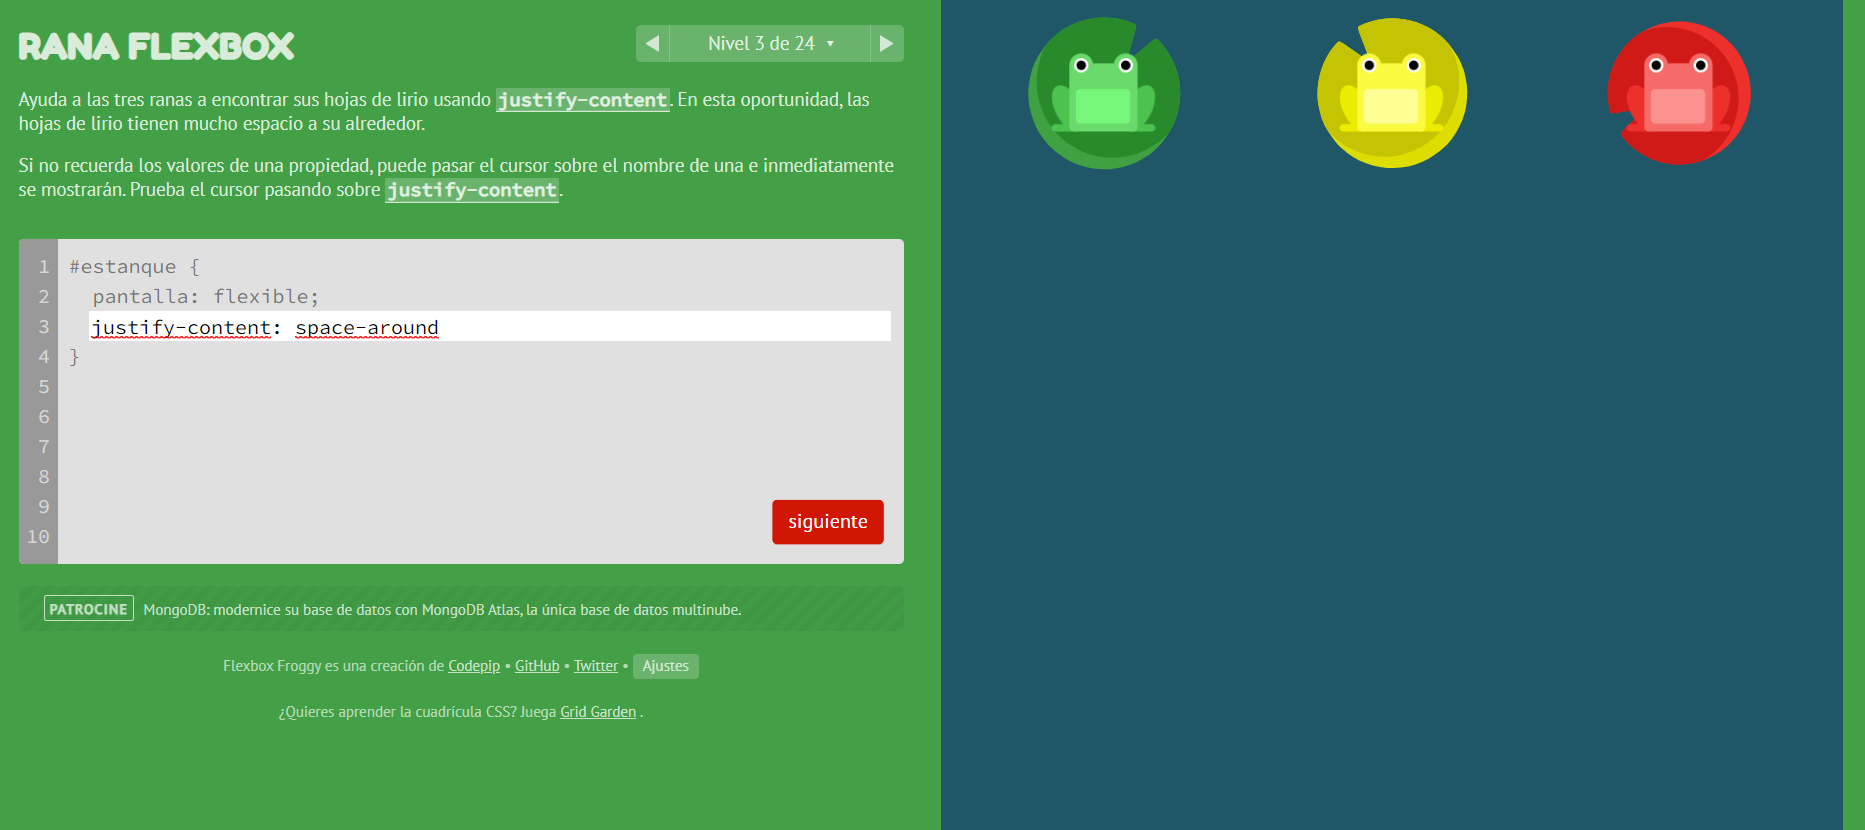 RANA FLEXBOX
Nivel 3 de 24
Ayuda a las tres ranas a encontrar sus hojas de lirio usando justify-content. En esta oportunidad, las
hojas de lirio tienen mucho espacio a su alrededor.
Si no recuerda los valores de una propiedad, puede pasar el cursor sobre el nombre de una e inmediatamente
se mostrarán. Prueba el cursor pasando sobre justify-content.
1 #estanque {
2 pantalla: flexible;
3 justify-content: space-around
4 }
5
6
7
8
9
10
siguiente
PATROCINE MongoDB: modernice su base de datos con MongoDB Atlas, la única base de datos multinube.
Flexbox Froggy es una creación de Codepip • GitHub • Twitter • Ajustes
¿Quieres aprender la cuadrícula CSS? Juega Grid Garden .